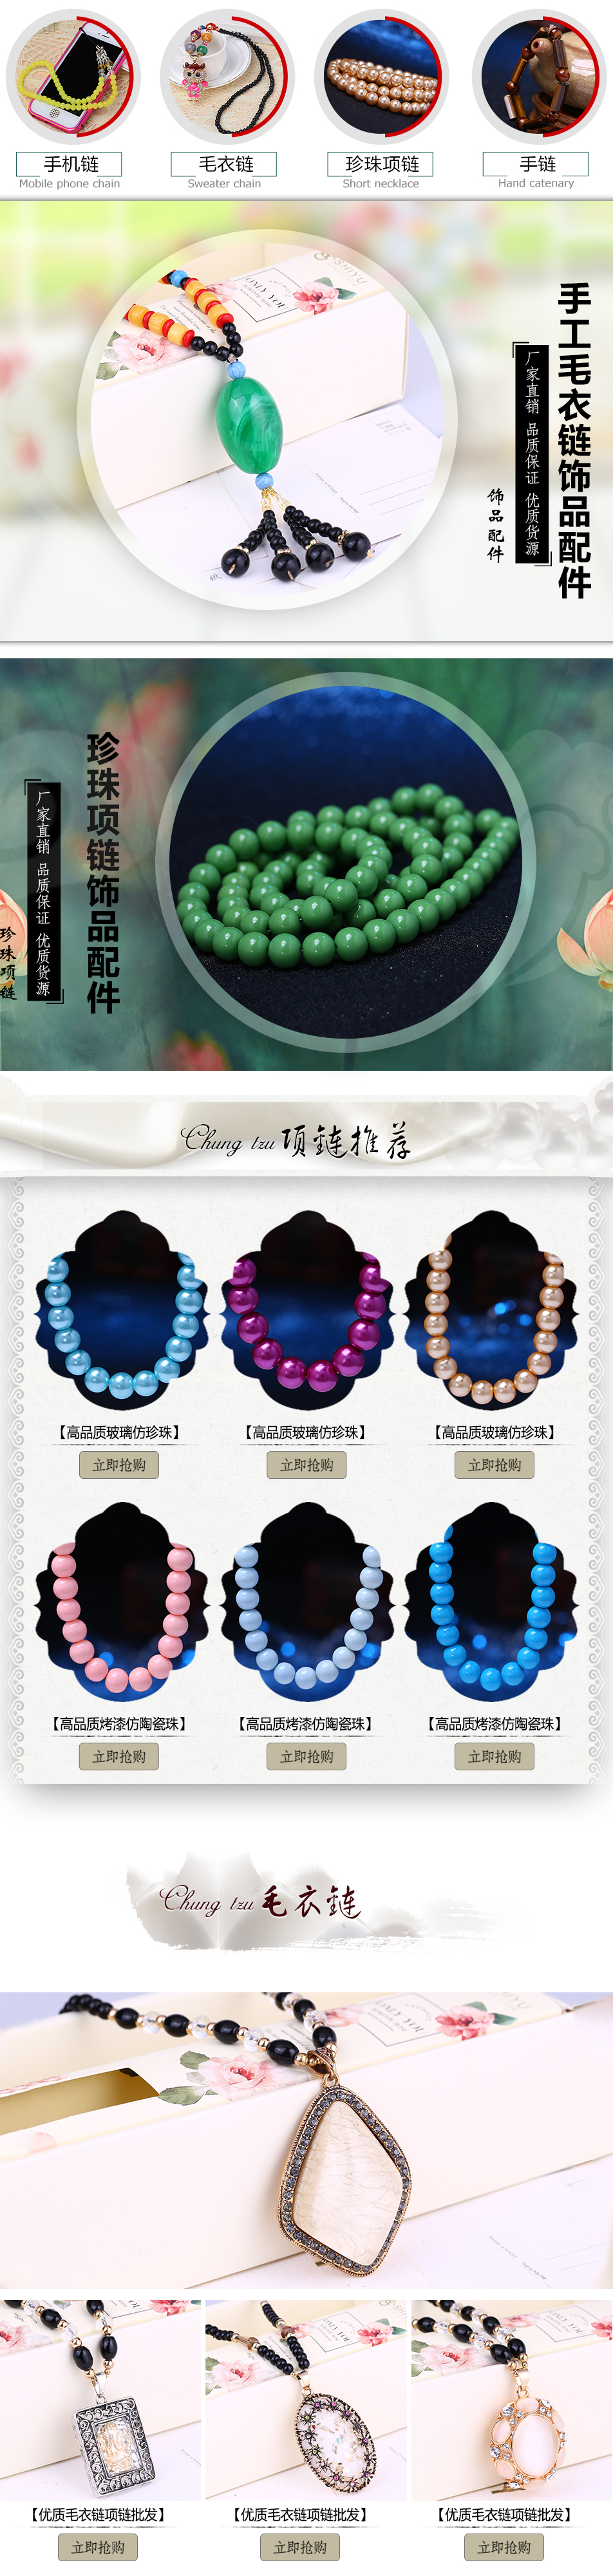 手机链
Mobile phone chain
毛衣链
Sweater chain
珍珠项链
Short necklace
手链
Hand catenary
手工毛衣链饰品配件
厂家直销 品质保证 优质货源
饰品配件
珍珠项链饰品配件
厂家直销 品质保证 优质货源
珍珠项链
Chung tzu 项鏈推荐
【高品质玻璃仿珍珠】
【高品质玻璃仿珍珠】
【高品质玻璃仿珍珠】
立即抢购
立即抢购
立即抢购
【高品质烤漆仿陶瓷珠】
【高品质烤漆仿陶瓷珠】
【高品质烤漆仿陶瓷珠】
立即抢购
立即抢购
立即抢购
Chung tzu 毛衣鏈
【优质毛衣链项链批发】
【优质毛衣链项链批发】
【优质毛衣链项链批发】
立即抢购
立即抢购
立即抢购